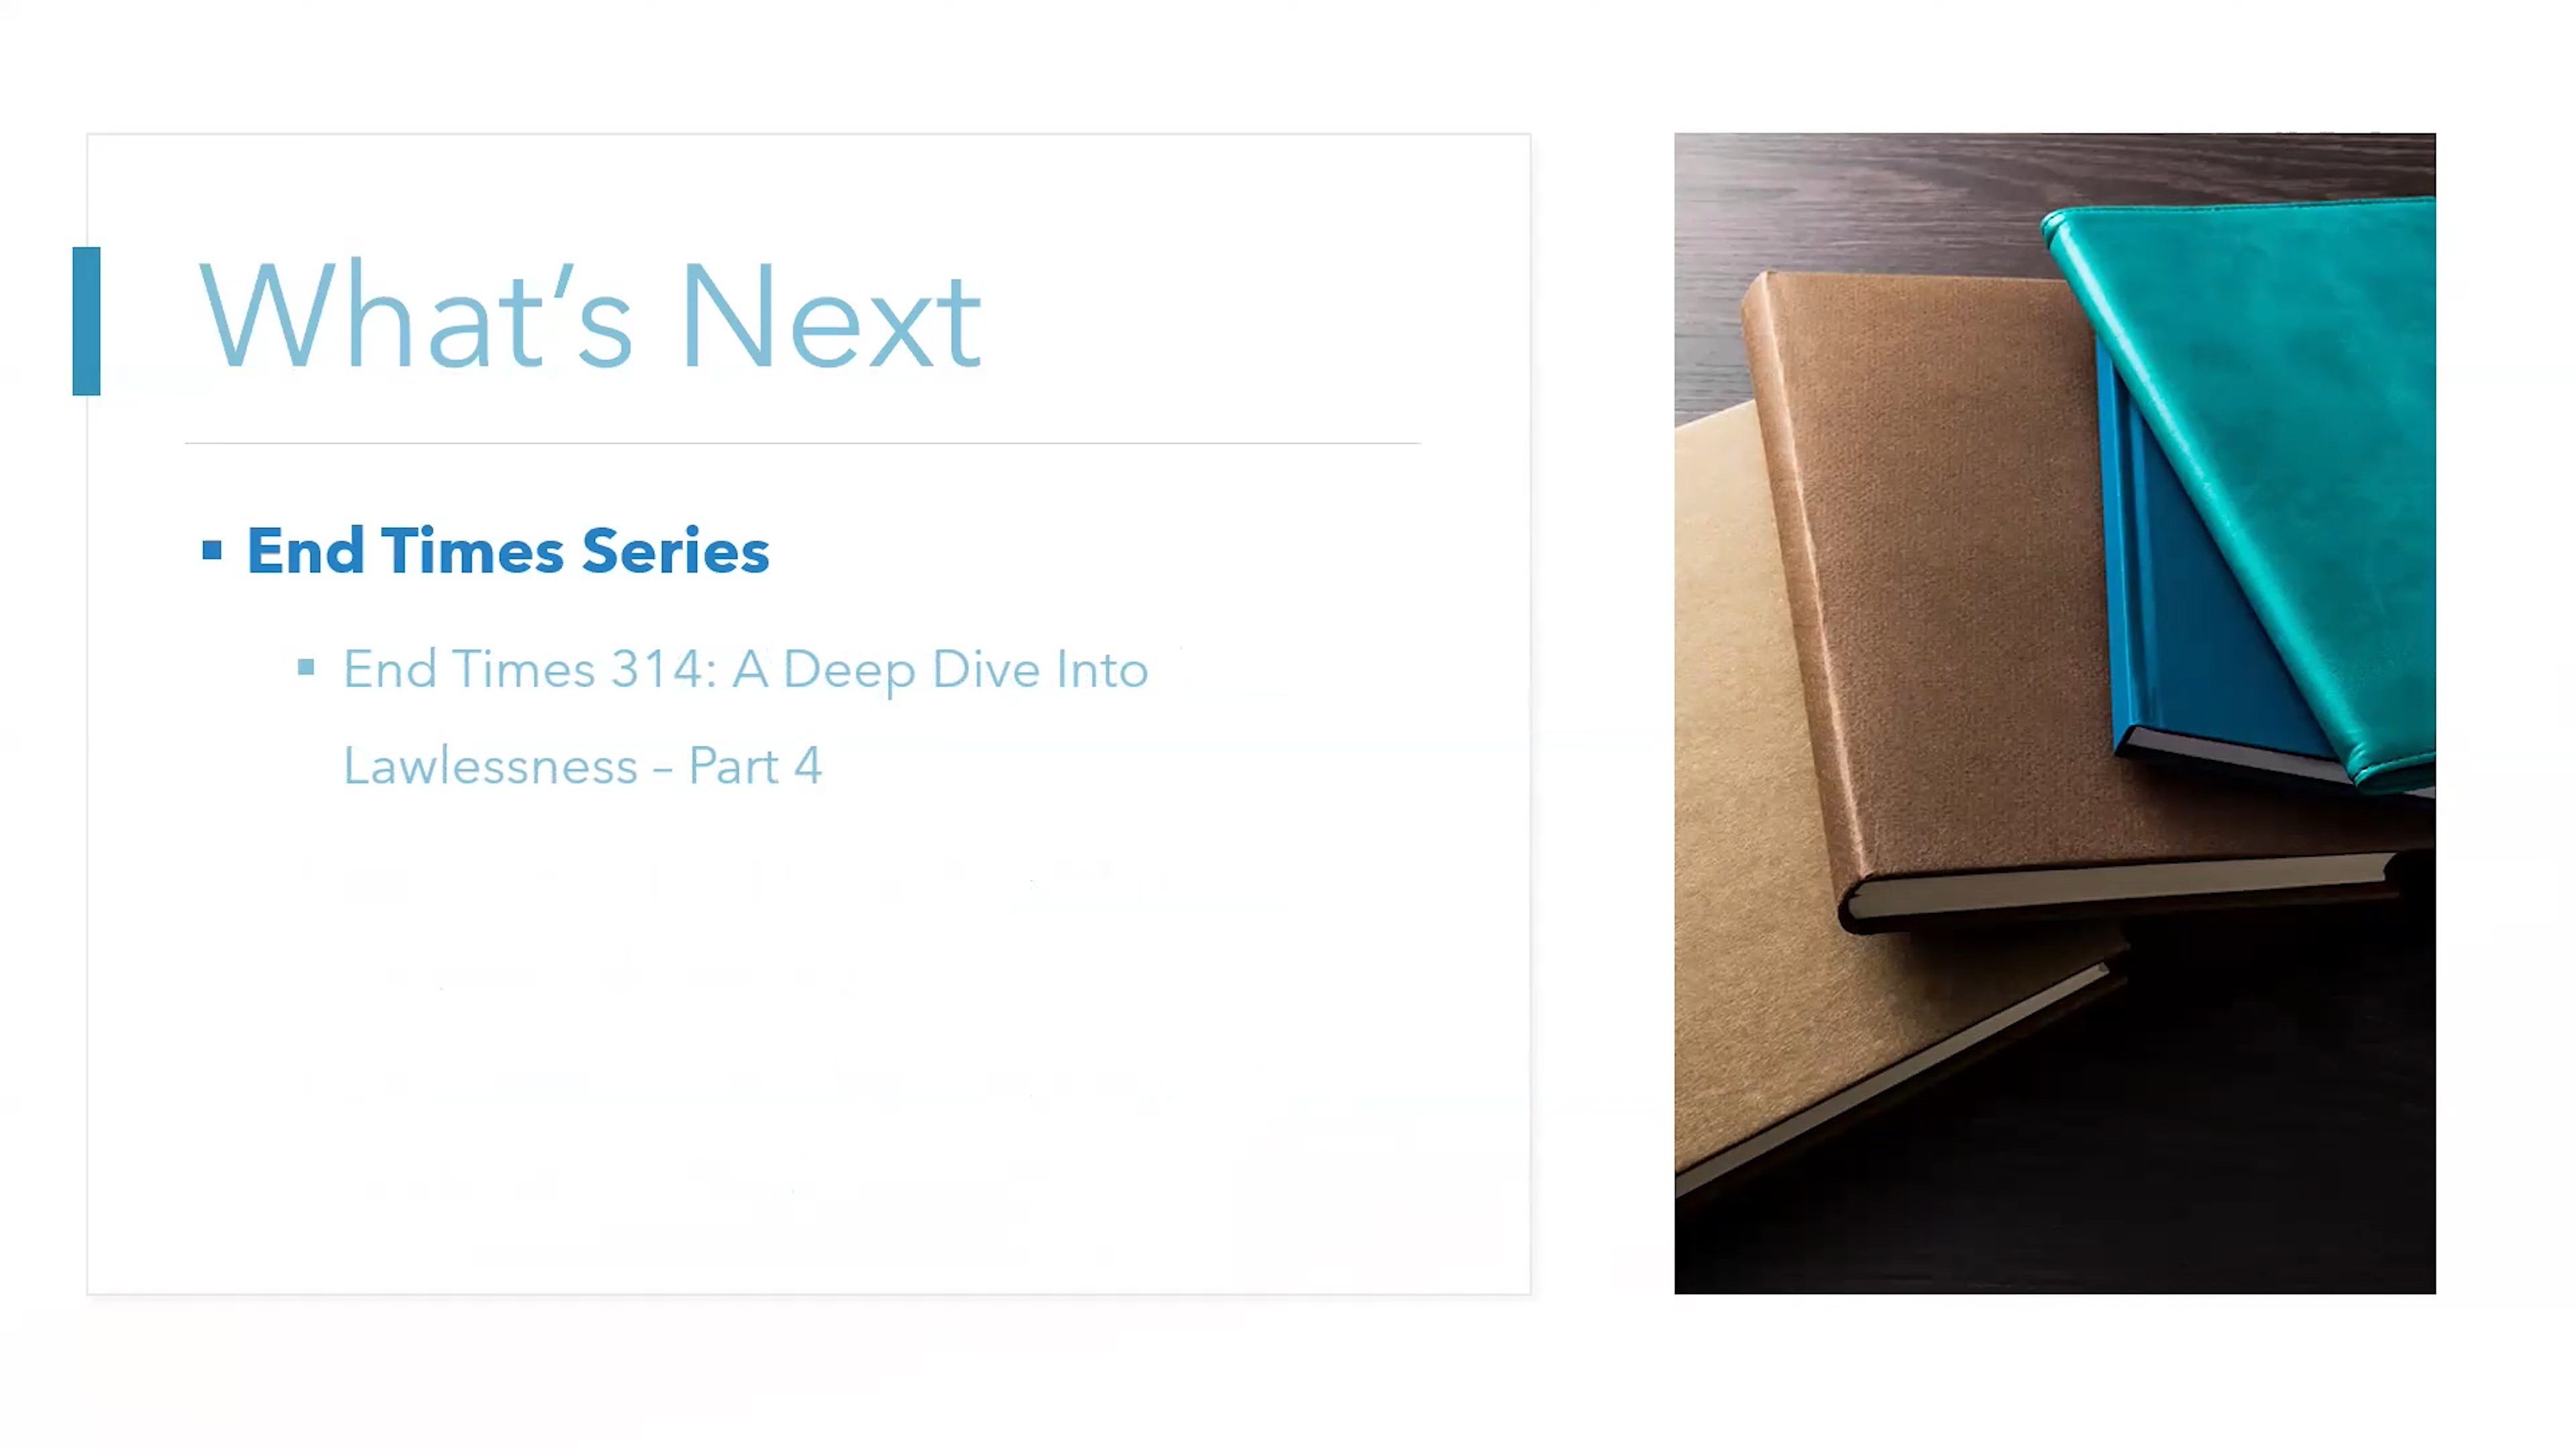 What’s Next
▪ End Times Series
▪ End Times 314: A Deep Dive Into
Lawlessness – Part 4